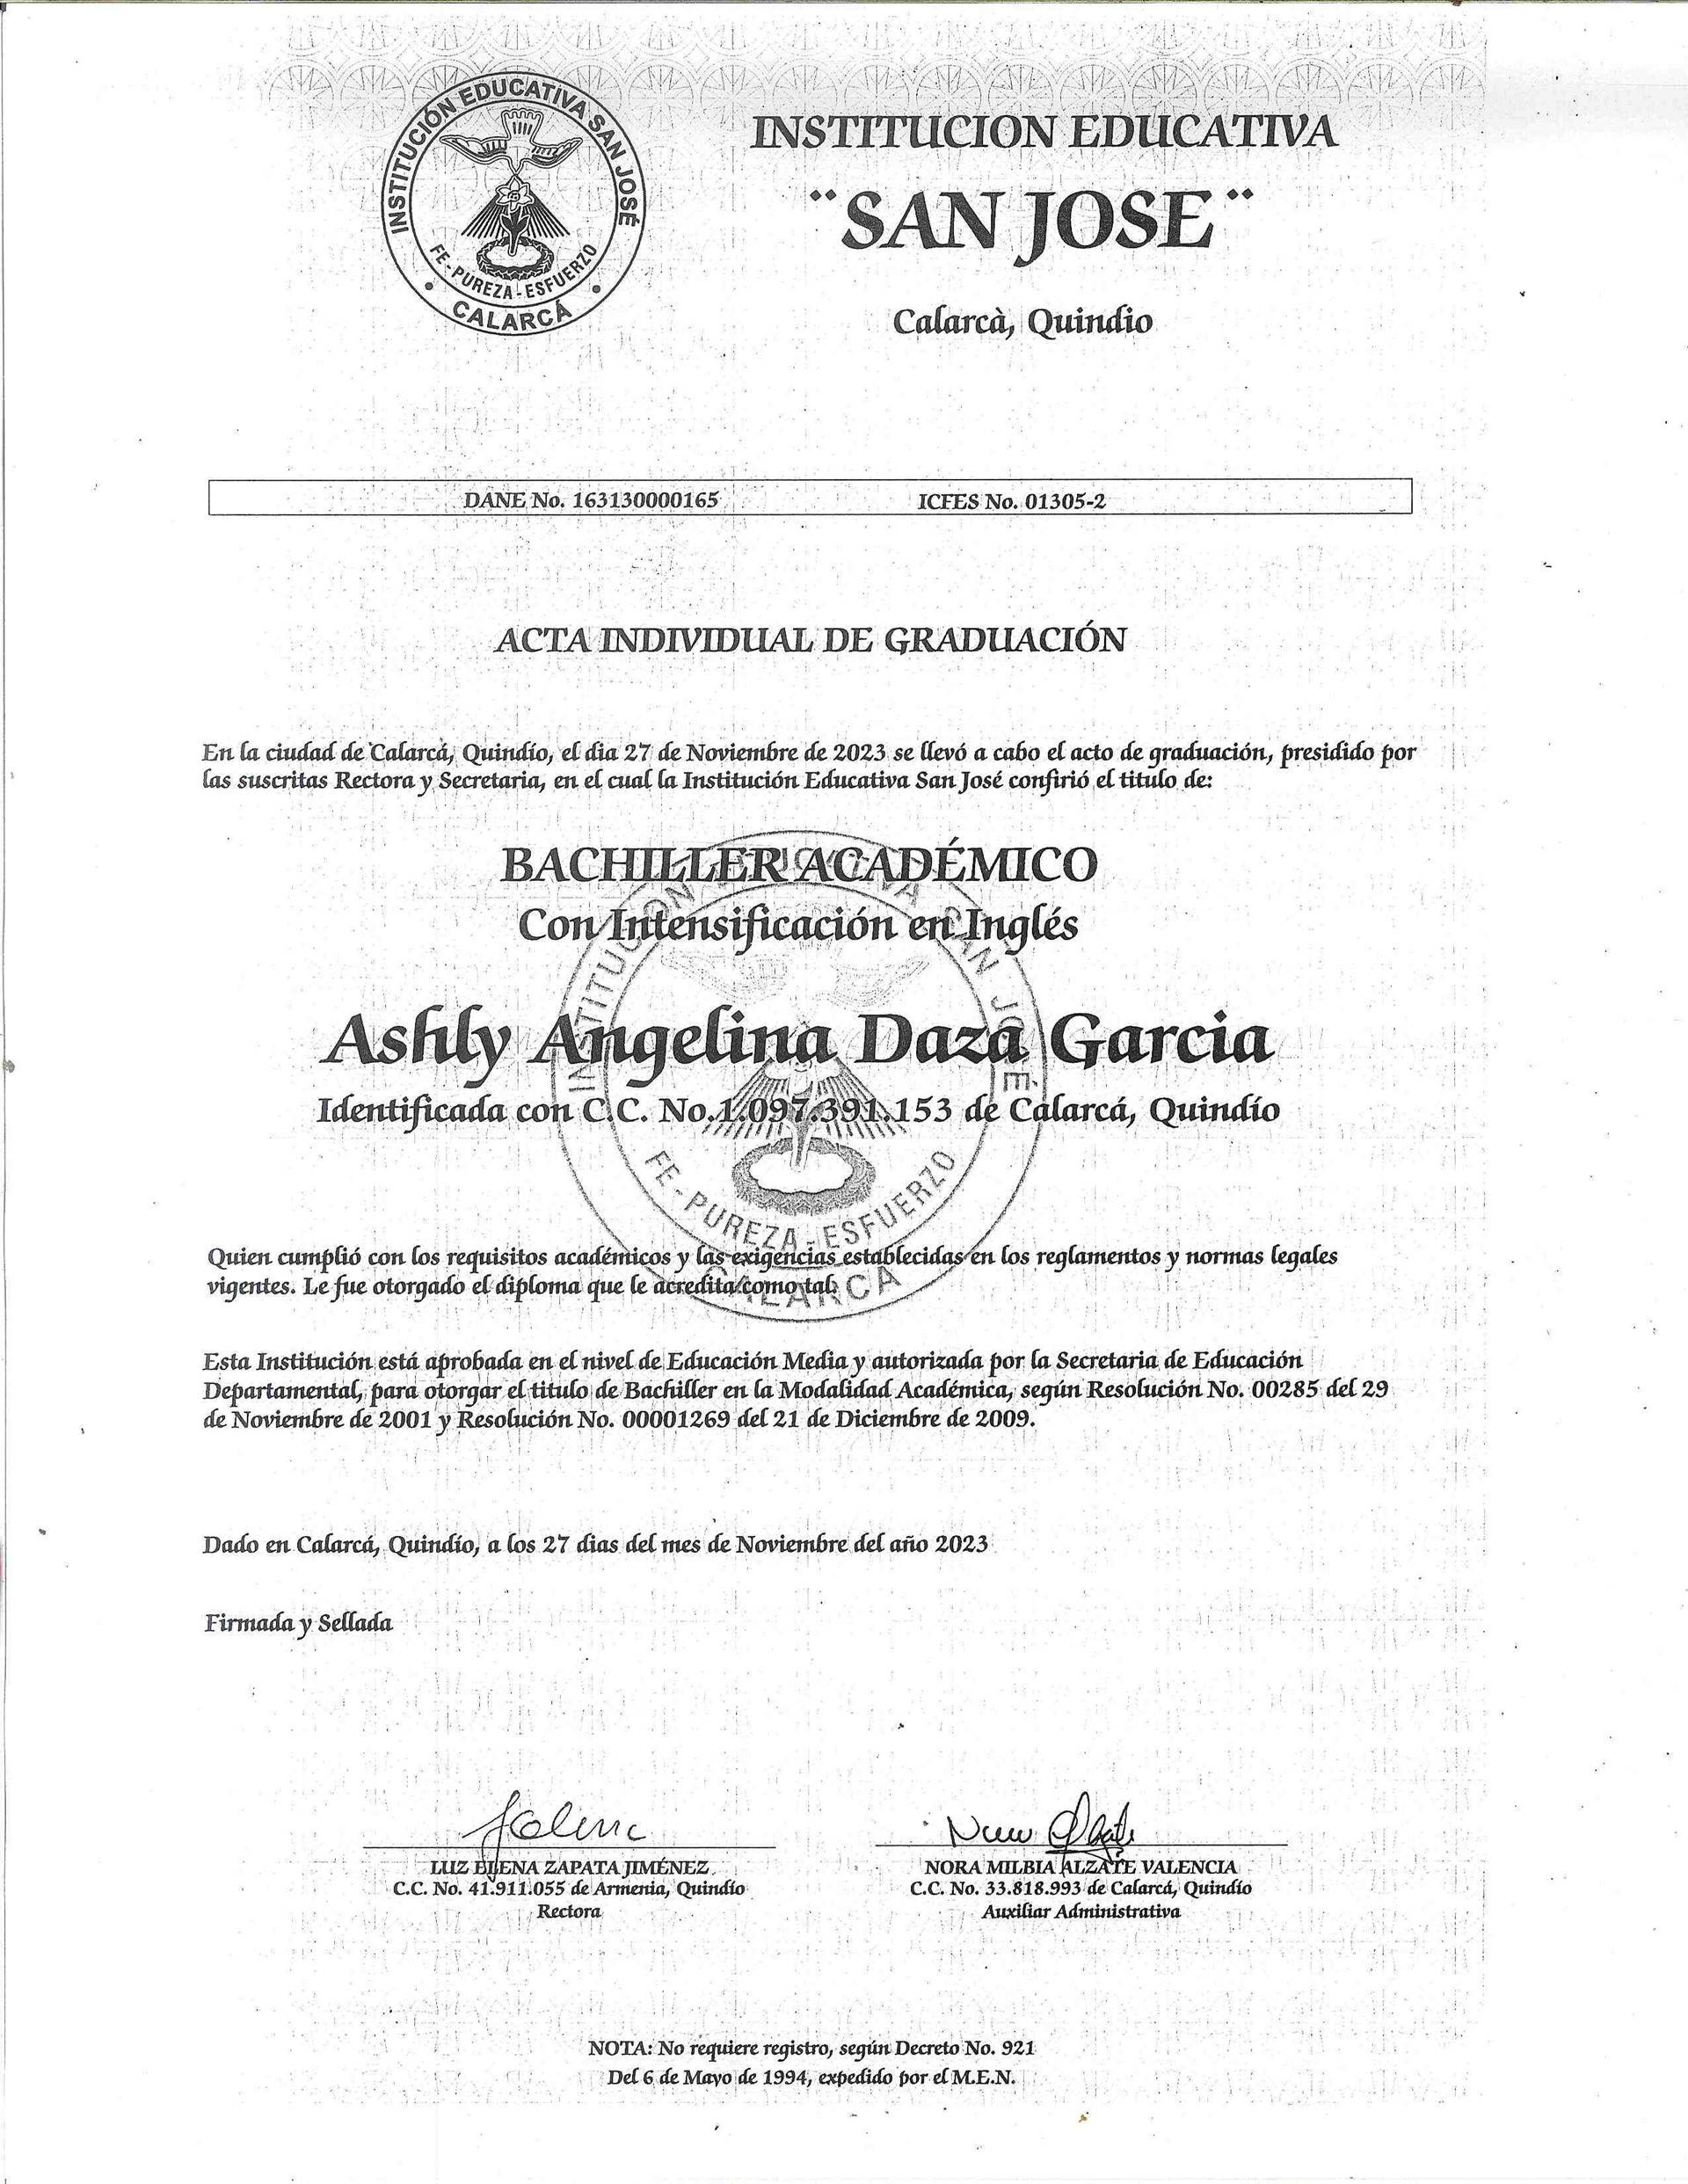 INSTITUCIÓN EDUCATIVA SAN JOSÉ
FE - PUREZA - ESFUERZO
CALARCÁ
INSTITUCION EDUCATIVA
¨SAN JOSE¨
Calarcà, Quindio
DANE No. 163130000165 ICFES No. 01305-2
ACTA INDIVIDUAL DE GRADUACIÓN
En la ciudad de Calarcá, Quindío, el dia 27 de Noviembre de 2023 se llevó a cabo el acto de graduación, presidido por
las suscritas Rectora y Secretaria, en el cual la Institución Educativa San José confirió el titulo de:
BACHILLER ACADÉMICO
Con Intensificación en Inglés
Ashly Angelina Daza Garcia
Identificada con C.C. No.1.097.391.153 de Calarcá, Quindío
FE - PUREZA - ESFUERZO
Quien cumplió con los requisitos académicos y las exigencias establecidas en los reglamentos y normas legales
vigentes. Le fue otorgado el diploma que le acredita como tal.
CALARCÁ
Esta Institución está aprobada en el nivel de Educación Media y autorizada por la Secretaria de Educación
Departamental, para otorgar el titulo de Bachiller en la Modalidad Académica, según Resolución No. 00285 del 29
de Noviembre de 2001 y Resolución No. 00001269 del 21 de Diciembre de 2009.
Dado en Calarcá, Quindío, a los 27 dias del mes de Noviembre del año 2023
Firmada y Sellada
LUZ ELENA ZAPATA JIMÉNEZ NORA MILBIA ALZATE VALENCIA
C.C. No. 41.911.055 de Armenia, Quindío C.C. No. 33.818.993 de Calarcá, Quindío
Rectora Auxiliar Administrativa
NOTA: No requiere registro, según Decreto No. 921
Del 6 de Mayo de 1994, expedido por el M.E.N.